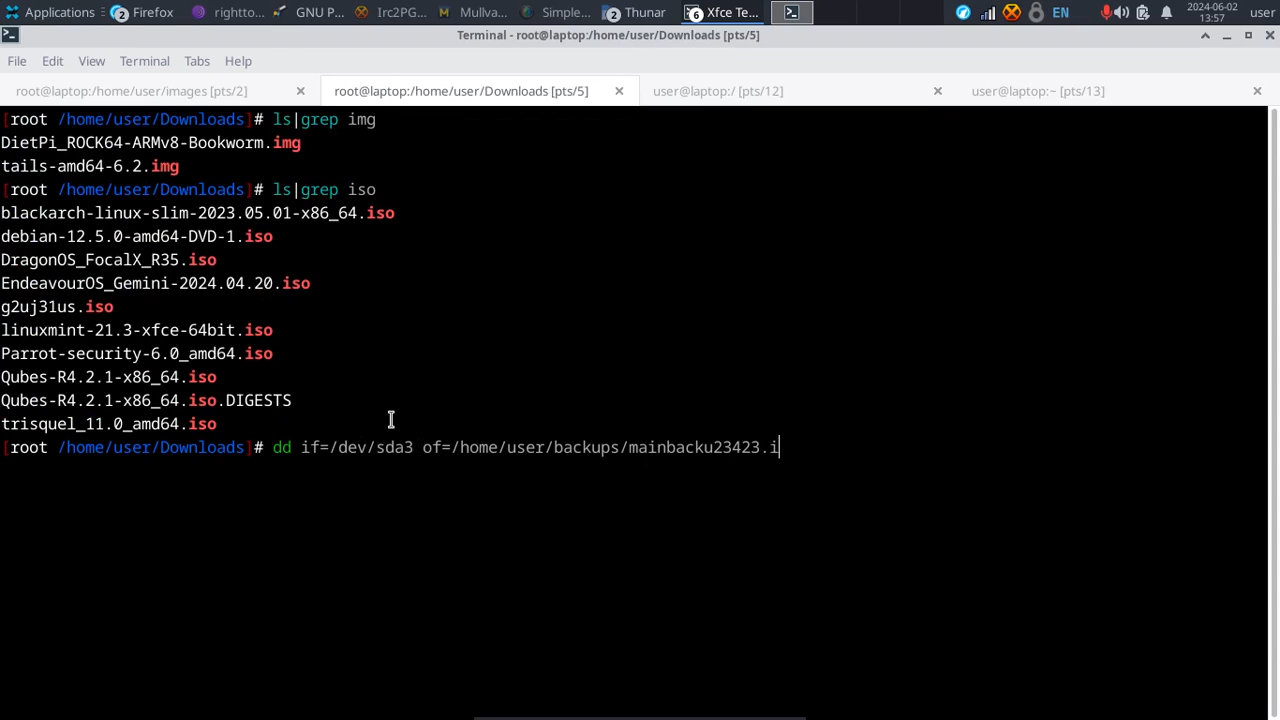 Applications
2
Firefox
rightto...
GNU P...
Irc2PG...
Mullva...
Simple...
2
Thunar
6
Xfce Te...
EN
2024-06-02
13:57
user
Terminal - root@laptop:/home/user/Downloads [pts/5]
File Edit View Terminal Tabs Help
root@laptop:/home/user/images [pts/2]
root@laptop:/home/user/Downloads [pts/5]
user@laptop:/ [pts/12]
user@laptop:~ [pts/13]
[root /home/user/Downloads]# ls|grep img
DietPi_ROCK64-ARMv8-Bookworm.img
tails-amd64-6.2.img
[root /home/user/Downloads]# ls|grep iso
blackarch-linux-slim-2023.05.01-x86_64.iso
debian-12.5.0-amd64-DVD-1.iso
DragonOS_FocalX_R35.iso
EndeavourOS_Gemini-2024.04.20.iso
g2uj31us.iso
linuxmint-21.3-xfce-64bit.iso
Parrot-security-6.0_amd64.iso
Qubes-R4.2.1-x86_64.iso
Qubes-R4.2.1-x86_64.iso.DIGESTS
trisquel_11.0_amd64.iso
[root /home/user/Downloads]# dd if=/dev/sda3 of=/home/user/backups/mainbacku23423.i